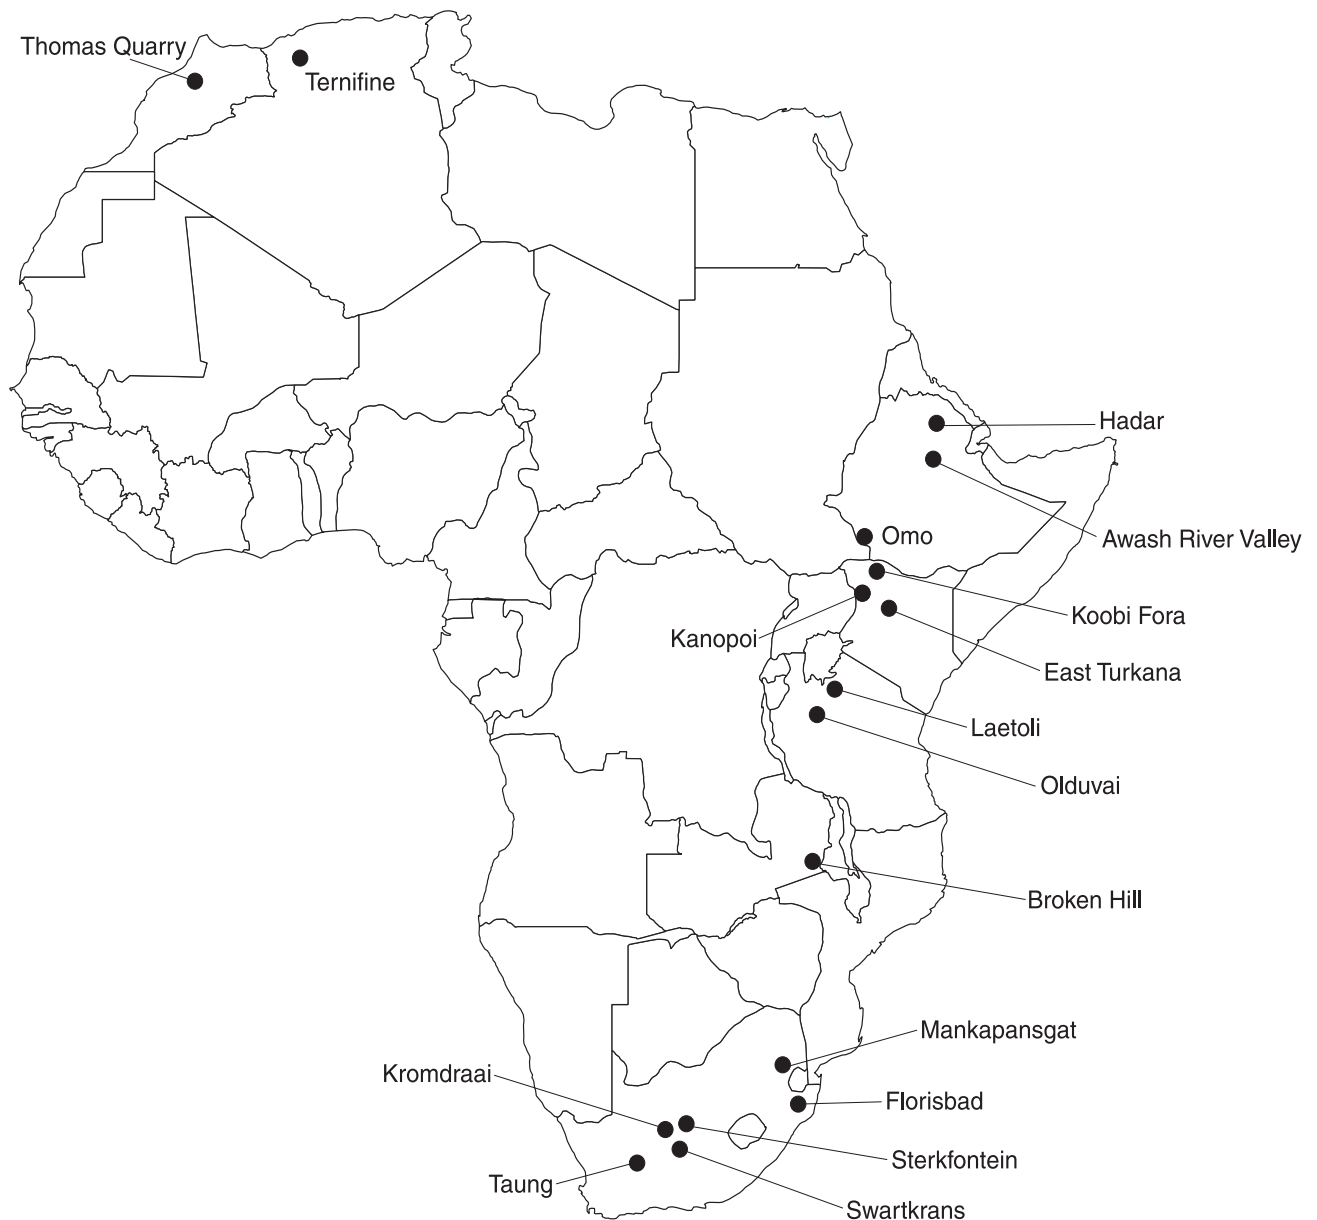 Thomas Quarry
Ternifine
Hadar
Omo
Awash River Valley
Koobi Fora
Kanopoi
East Turkana
Laetoli
Olduvai
Broken Hill
Mankapansgat
Kromdraai
Florisbad
Sterkfontein
Taung
Swartkrans